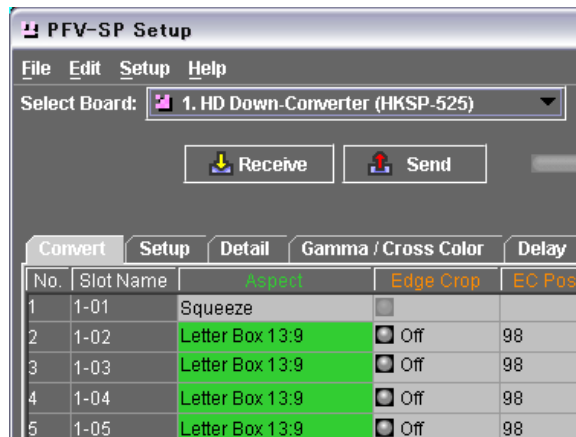 PFV-SP Setup
File Edit Setup Help
Select Board: 1. HD Down-Converter (HKSP-525)
Receive Send
Convert Setup Detail Gamma / Cross Color Delay
No. Slot Name Aspect Edge Crop EC Pos
1 1-01 Squeeze
2 1-02 Letter Box 13:9 Off 98
3 1-03 Letter Box 13:9 Off 98
4 1-04 Letter Box 13:9 Off 98
5 1-05 Letter Box 13:9 Off 98